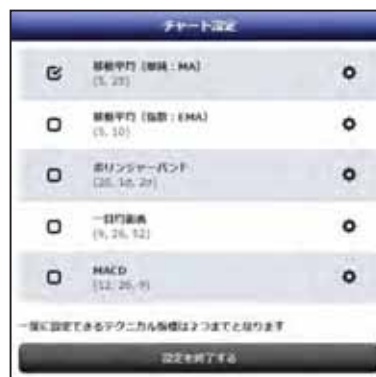 チャート設定
移動平均（単純：MA）
(5, 25)
移動平均（指数：EMA）
(5, 10)
ボリンジャーバンド
(20, 1σ, 2σ)
一目均衡表
(9, 26, 52)
MACD
(12, 26, 9)
一度に設定できるテクニカル指標は2つまでとなります
設定を終了する